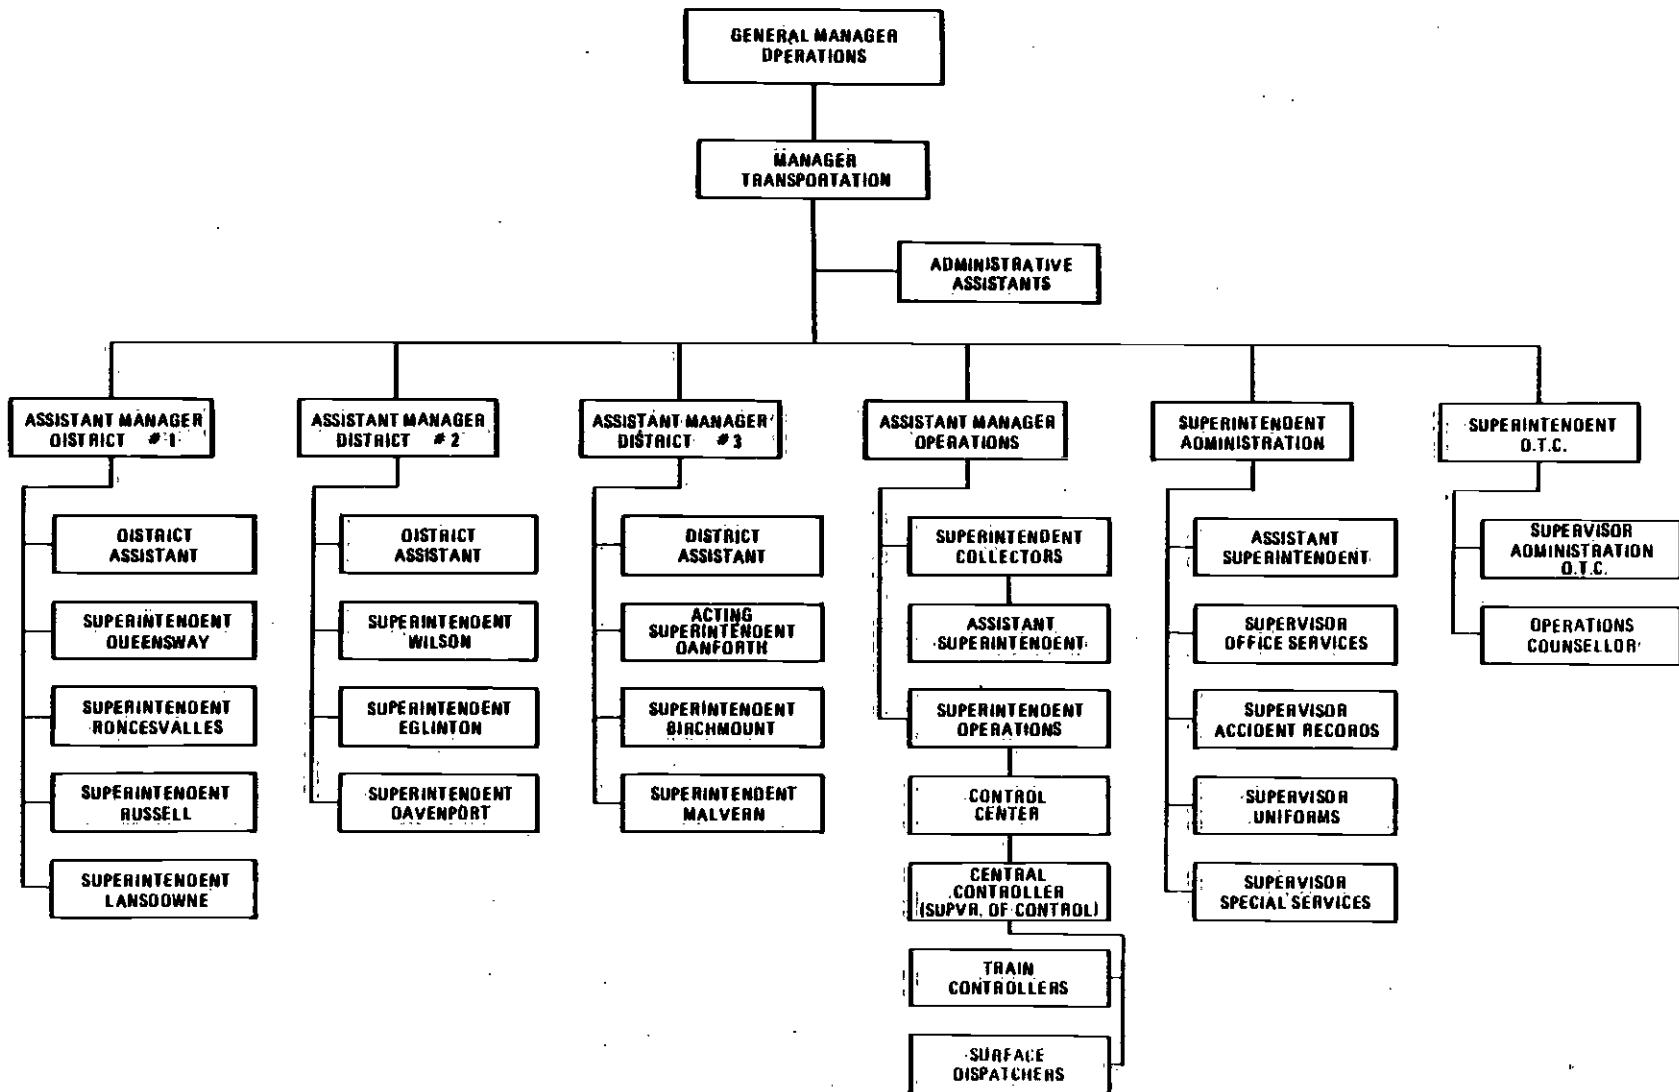 GENERAL MANAGER
OPERATIONS
MANAGER
TRANSPORTATION
ADMINISTRATIVE
ASSISTANTS
ASSISTANT MANAGER
DISTRICT #1
DISTRICT
ASSISTANT
SUPERINTENDENT
QUEENSWAY
SUPERINTENDENT
RONCESVALLES
SUPERINTENDENT
RUSSELL
SUPERINTENDENT
LANSDOWNE
ASSISTANT MANAGER
DISTRICT #2
DISTRICT
ASSISTANT
SUPERINTENDENT
WILSON
SUPERINTENDENT
EGLINTON
SUPERINTENDENT
DAVENPORT
ASSISTANT MANAGER
DISTRICT #3
DISTRICT
ASSISTANT
ACTING
SUPERINTENDENT
DANFORTH
SUPERINTENDENT
BIRCHMOUNT
SUPERINTENDENT
MALVERN
ASSISTANT MANAGER
OPERATIONS
SUPERINTENDENT
COLLECTORS
ASSISTANT
SUPERINTENDENT
SUPERINTENDENT
OPERATIONS
CONTROL
CENTER
CENTRAL
CONTROLLER
(SUPVR. OF CONTROL)
TRAIN
CONTROLLERS
SURFACE
DISPATCHERS
SUPERINTENDENT
ADMINISTRATION
ASSISTANT
SUPERINTENDENT
SUPERVISOR
OFFICE SERVICES
SUPERVISOR
ACCIDENT RECORDS
SUPERVISOR
UNIFORMS
SUPERVISOR
SPECIAL SERVICES
SUPERINTENDENT
O.T.C.
SUPERVISOR
ADMINISTRATION
O.T.C.
OPERATIONS
COUNSELLOR